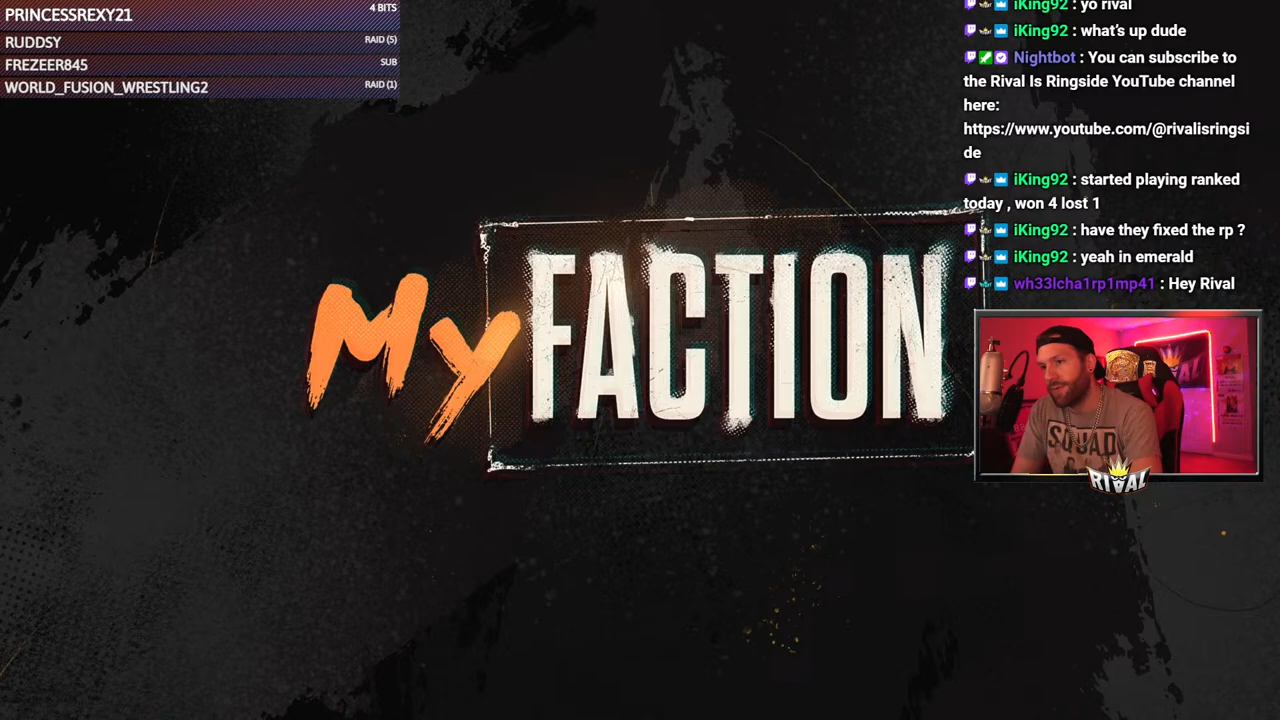 PRINCESSREXY21 4 BITS
RUDDSY RAID (5)
FREZEER845 SUB
WORLD_FUSION_WRESTLING2 RAID (1)
My FACTION
iKing92 : yo rival
iKing92 : what's up dude
Nightbot : You can subscribe to
the Rival Is Ringside YouTube channel
here:
https://www.youtube.com/@rivalisringsi
de
iKing92 : started playing ranked
today , won 4 lost 1
iKing92 : have they fixed the rp ?
iKing92 : yeah in emerald
wh33lcha1rp1mp41 : Hey Rival
SQUAD
RIVAL